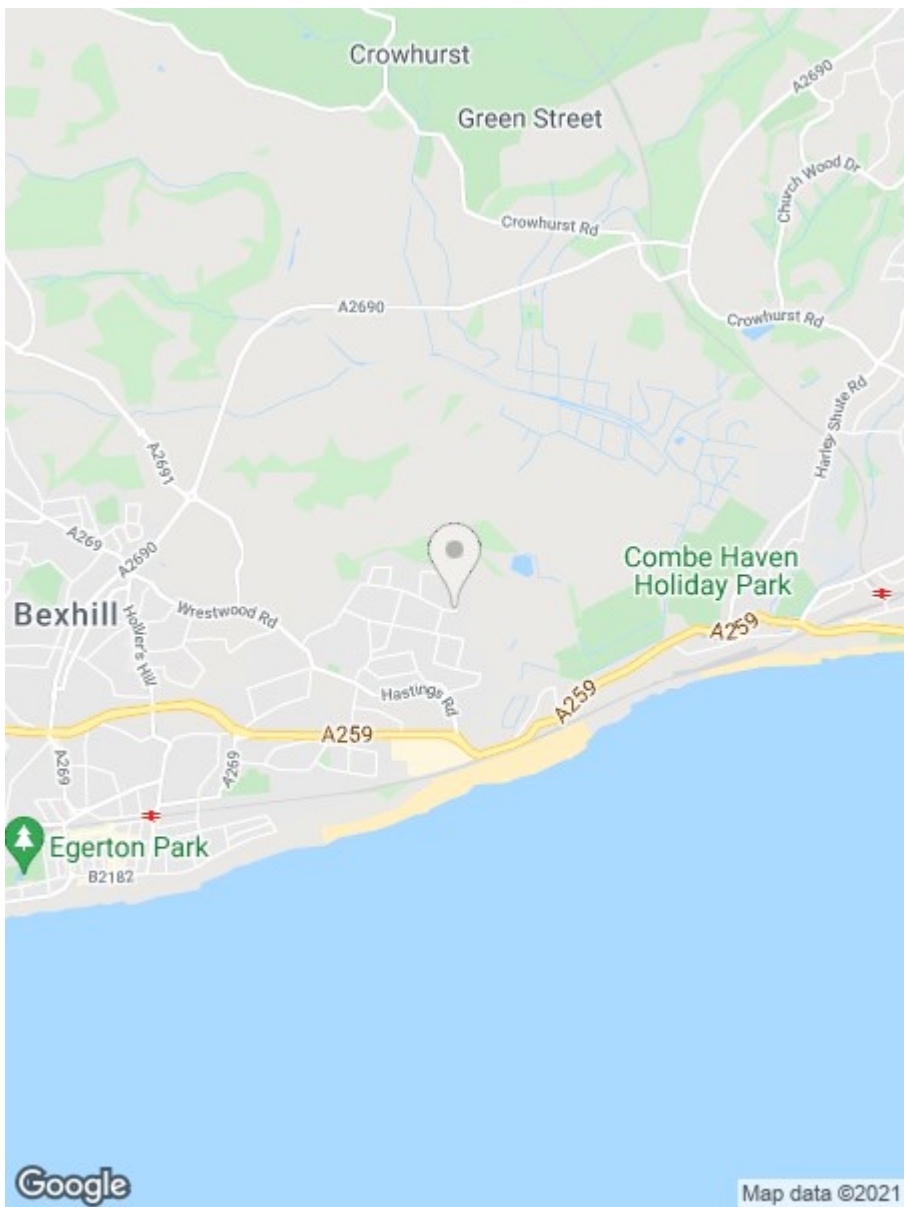 Crowhurst
A2690
Green Street
Church Wood Dr
Crowhurst Rd
A2690
Crowhurst Rd
Harley Shute Rd
A2691
A269
A2690
Combe Haven
Holiday Park
Bexhill
Wrestwood Rd
Holliers Hill
A259
Hastings Rd
A259
A259
A269
A269
Egerton Park
B2182
Google
Map data ©2021